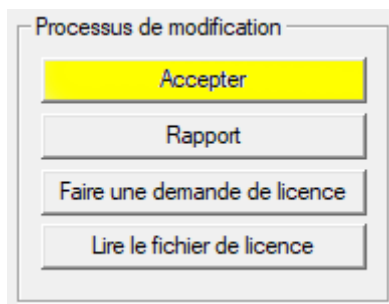 Processus de modification
Accepter
Rapport
Faire une demande de licence
Lire le fichier de licence